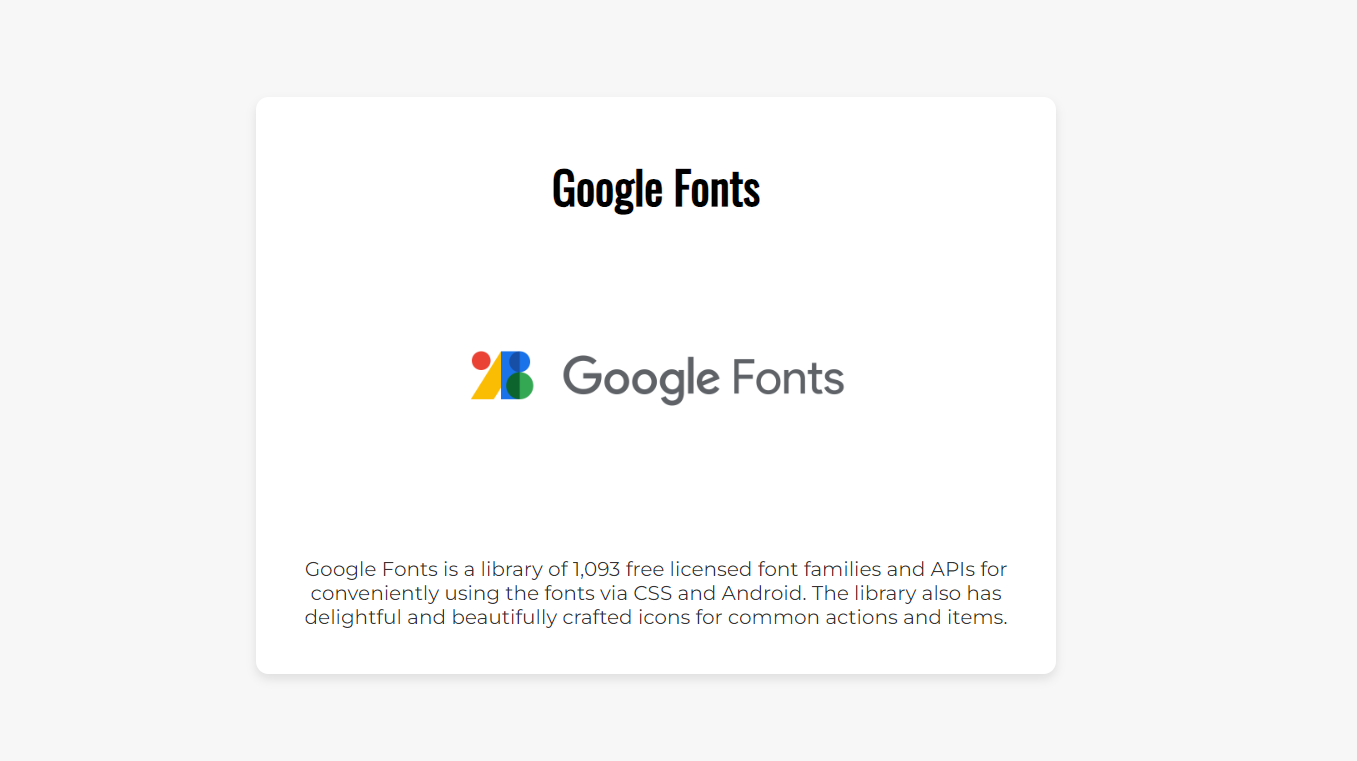 Google Fonts
Google Fonts
Google Fonts is a library of 1,093 free licensed font families and APIs for
conveniently using the fonts via CSS and Android. The library also has
delightful and beautifully crafted icons for common actions and items.